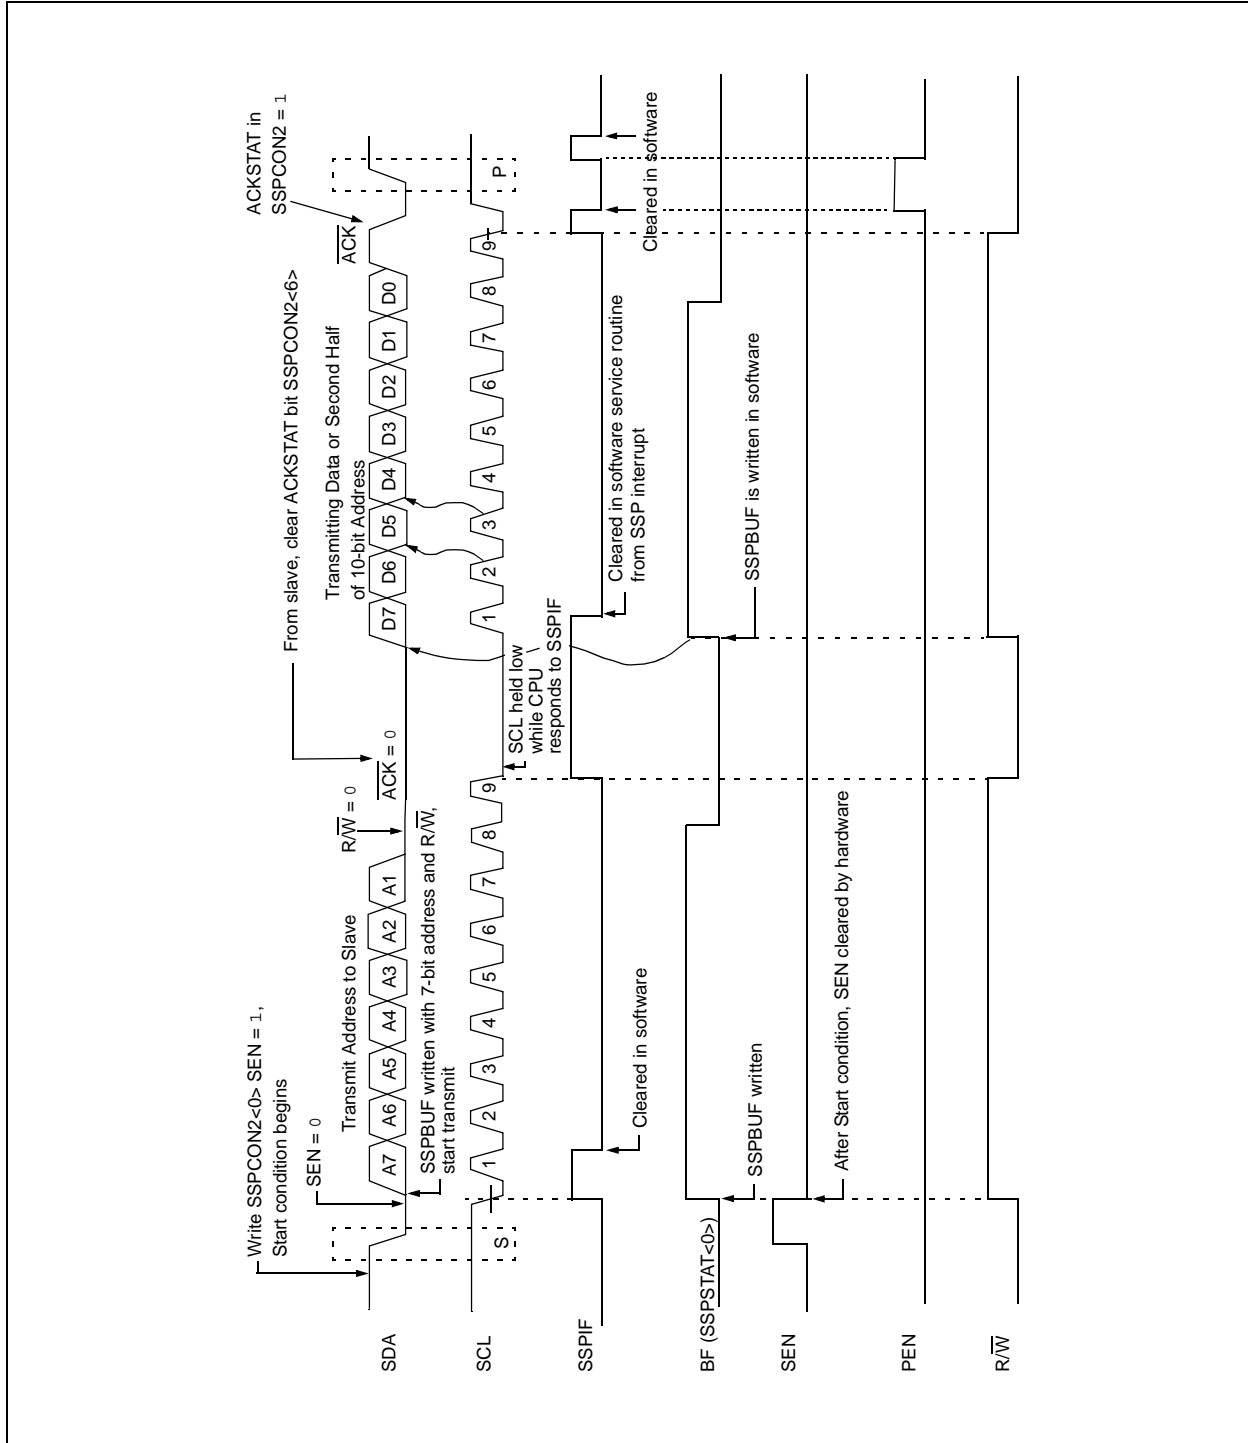 Write SSPCON2<0> SEN = 1,
Start condition begins
SEN = 0
From slave, clear ACKSTAT bit SSPCON2<6>
ACKSTAT in
SSPCON2 = 1
Transmit Address to Slave
R/W = 0
ACK = 0
Transmitting Data or Second Half
of 10-bit Address
ACK
SDA
A7 A6 A5 A4 A3 A2 A1
D7 D6 D5 D4 D3 D2 D1 D0
SSPBUF written with 7-bit address and R/W,
start transmit
SCL
S
1 2 3 4 5 6 7 8 9
1 2 3 4 5 6 7 8 9
P
SCL held low
while CPU
responds to SSPIF
SSPIF
Cleared in software
Cleared in software service routine
from SSP interrupt
Cleared in software
Cleared in software
BF (SSPSTAT<0>)
SSPBUF written
SSPBUF is written in software
SEN
After Start condition, SEN cleared by hardware
PEN
R/W